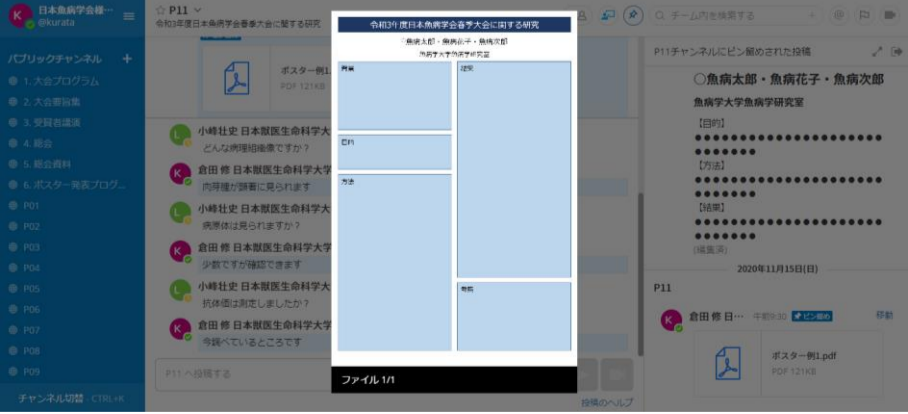 日本魚病学会様…
@kurata
パブリックチャンネル +
1. 大会プログラム
2. 大会要旨集
3. 受賞者講演
4. 総会
5. 総会資料
6. ポスター発表プログ...
P01
P02
P03
P04
P05
P06
P07
P08
P09
チャンネル切替 - CTRL+K
P11
令和3年度日本魚病学会春季大会に関する研究
ポスター例1.
PDF 121KB
小峰壮史 日本獣医生命科学大
どんな病理組織像ですか？
倉田 修 日本獣医生命科学大学
肉芽腫が顕著に見られます
小峰壮史 日本獣医生命科学大
病原体は見られますか？
倉田 修 日本獣医生命科学大学
少数ですが確認できます
小峰壮史 日本獣医生命科学大
抗体価は測定しましたか？
倉田 修 日本獣医生命科学大学
今調べているところです
P11 へ投稿する
投稿のヘルプ
令和3年度日本魚病学会春季大会に関する研究
○魚病太郎・魚病花子・魚病次郎
魚病学大学魚病学研究室
背景
目的
方法
結果
考察
ファイル 1/1
チーム内を検索する
P11チャンネルにピン留めされた投稿
○魚病太郎・魚病花子・魚病次郎
魚病学大学魚病学研究室
【目的】
●●●●●●●●●●●●●●●●●●●●●●
●●●●●●●
【方法】
●●●●●●●●●●●●●●●●●●●●●●
●●●●●●●
【結果】
●●●●●●●●●●●●●●●●●●●●●●
●●●●●●●
(編集済)
2020年11月15日(日)
P11
倉田 修 日… 午前9:30 ピン留め 移動
ポスター例1.pdf
PDF 121KB